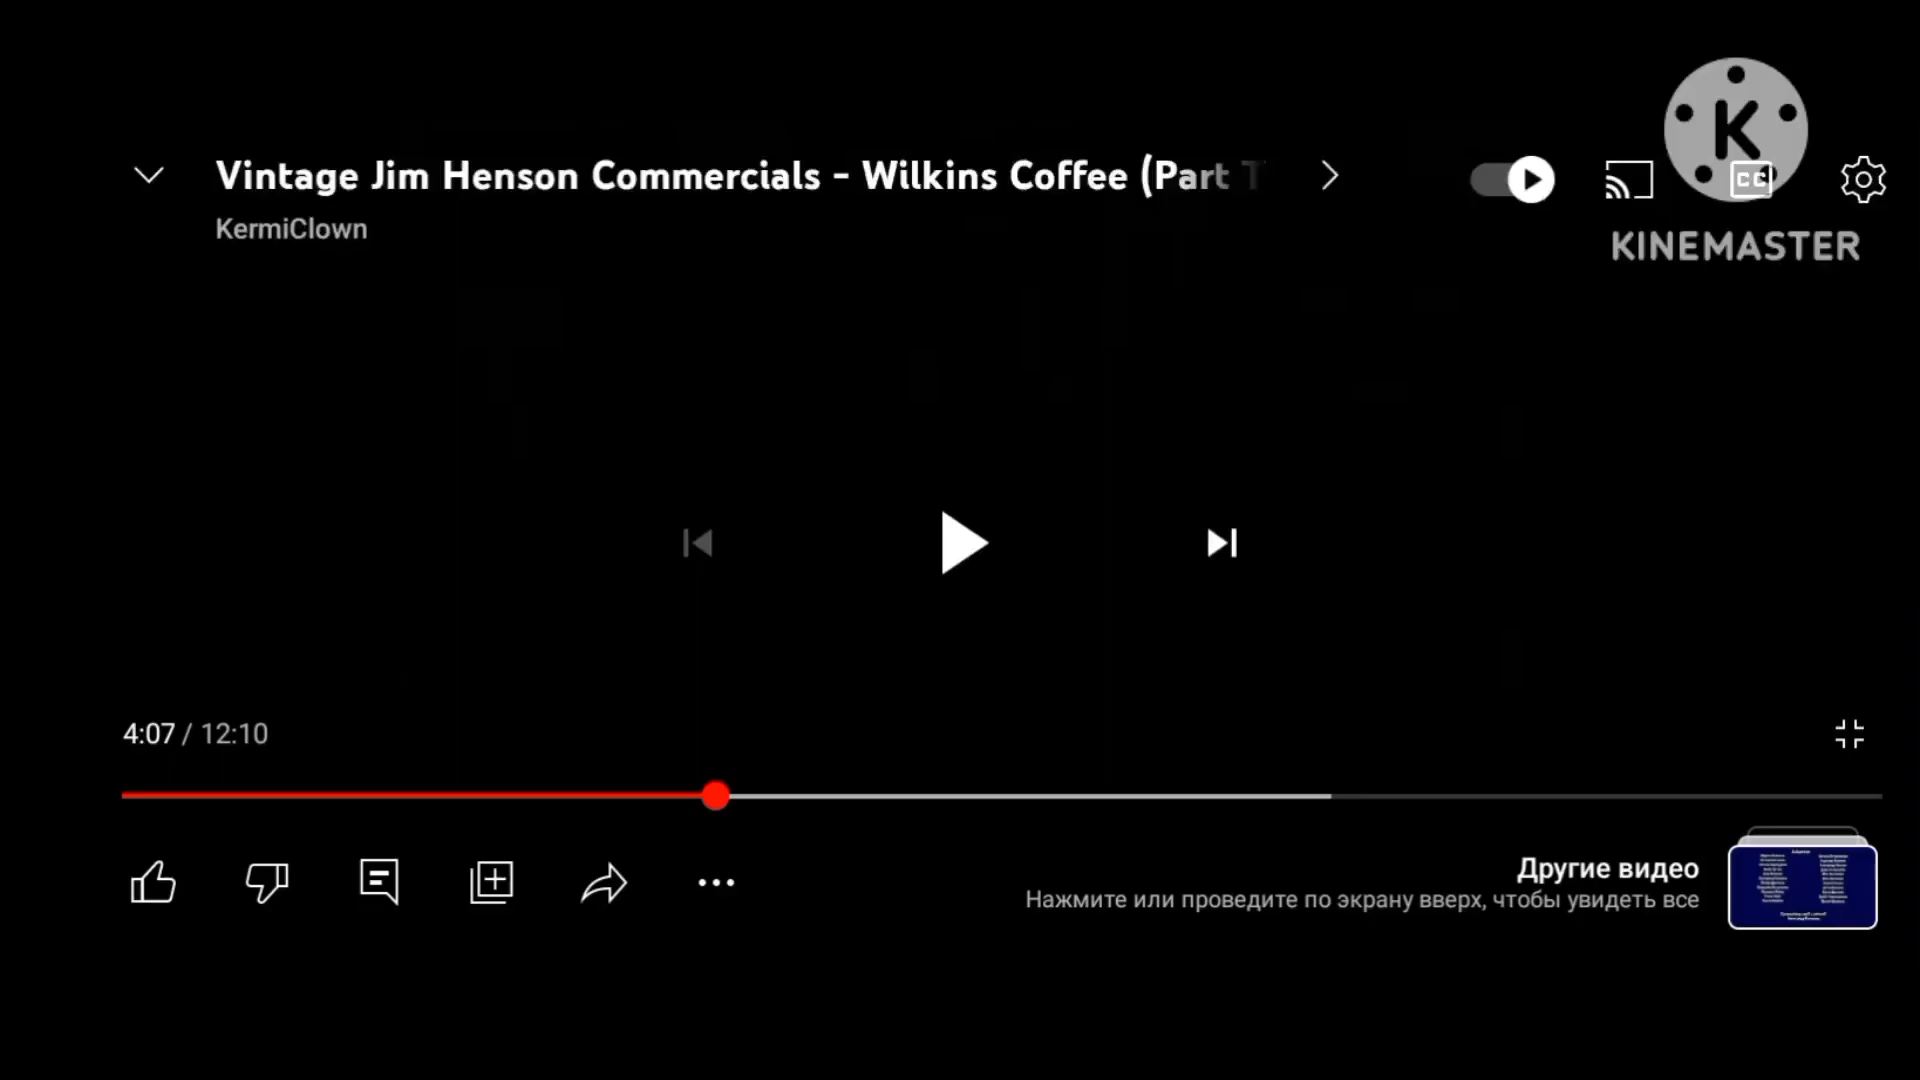 Vintage Jim Henson Commercials - Wilkins Coffee (Part T
KermiClown
K
CC
KINEMASTER
4:07 / 12:10
Другие видео
Нажмите или проведите по экрану вверх, чтобы увидеть все